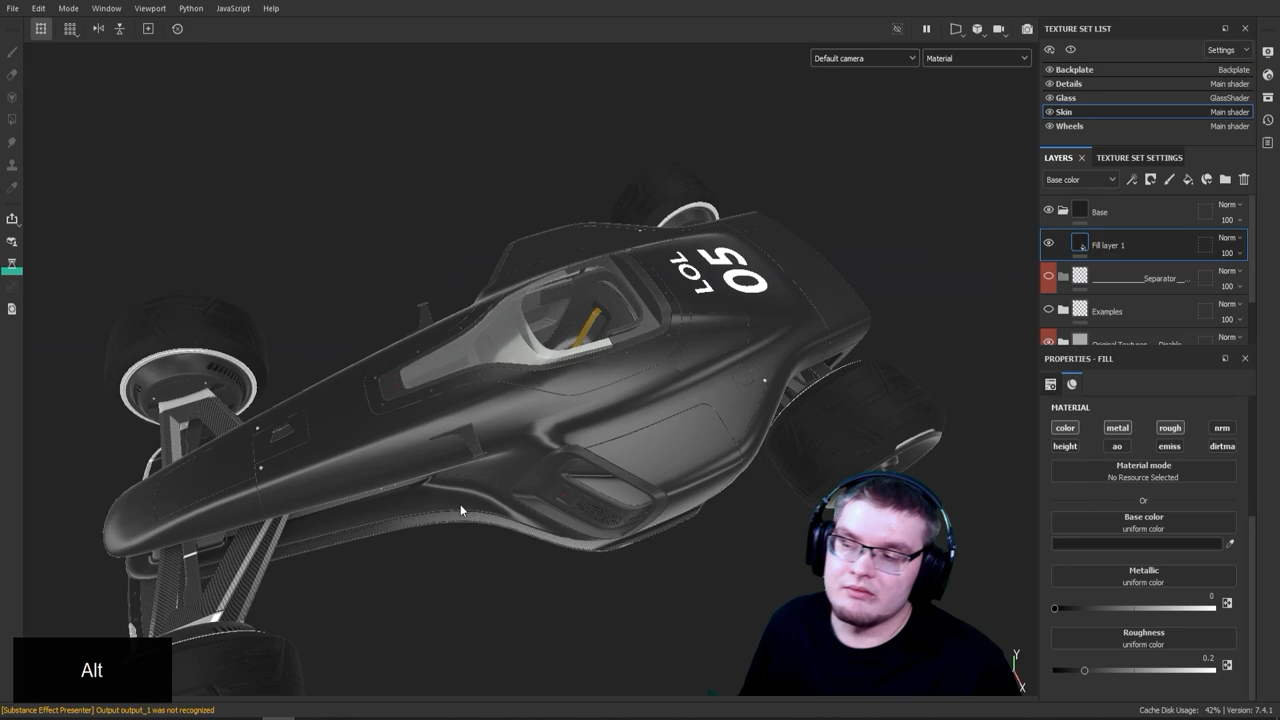 File Edit Mode Window Viewport Python JavaScript Help
Default camera Material
TEXTURE SET LIST
Settings
Backplate Backplate
Details Main shader
Glass GlassShader
Skin Main shader
Wheels Main shader
LAYERS TEXTURE SET SETTINGS
Base color
Base Norm
100
Fill layer 1 Norm
100
Separator Norm
100
Examples Norm
100
Norm
PROPERTIES - FILL
MATERIAL
color metal rough nrm
height ao emiss dirtma
Material mode
No Resource Selected
Or
Base color
uniform color
Metallic
uniform color
0
Roughness
uniform color
0.2
LOL
05
Alt
Y
X
[Substance Effect Presenter] Output output_1 was not recognized
Cache Disk Usage: 42% | Version: 7.4.1